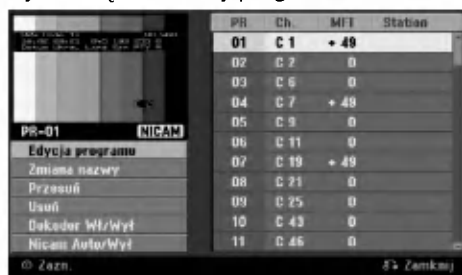 PR Ch. MFT Station
01 C 1 + 49
02 C 2 0
03 C 6 0
04 C 7 + 49
05 C 9 0
06 C 11 0
07 C 19 + 49
08 C 21 0
09 C 25 0
10 C 43 0
11 C 46 0
PR-01 NICAM
Edycja programu
Zmiana nazwy
Przesuń
Usuń
Dekoder Wł/Wył
Nicam Auto/Wył
Zazn.
Zamknij